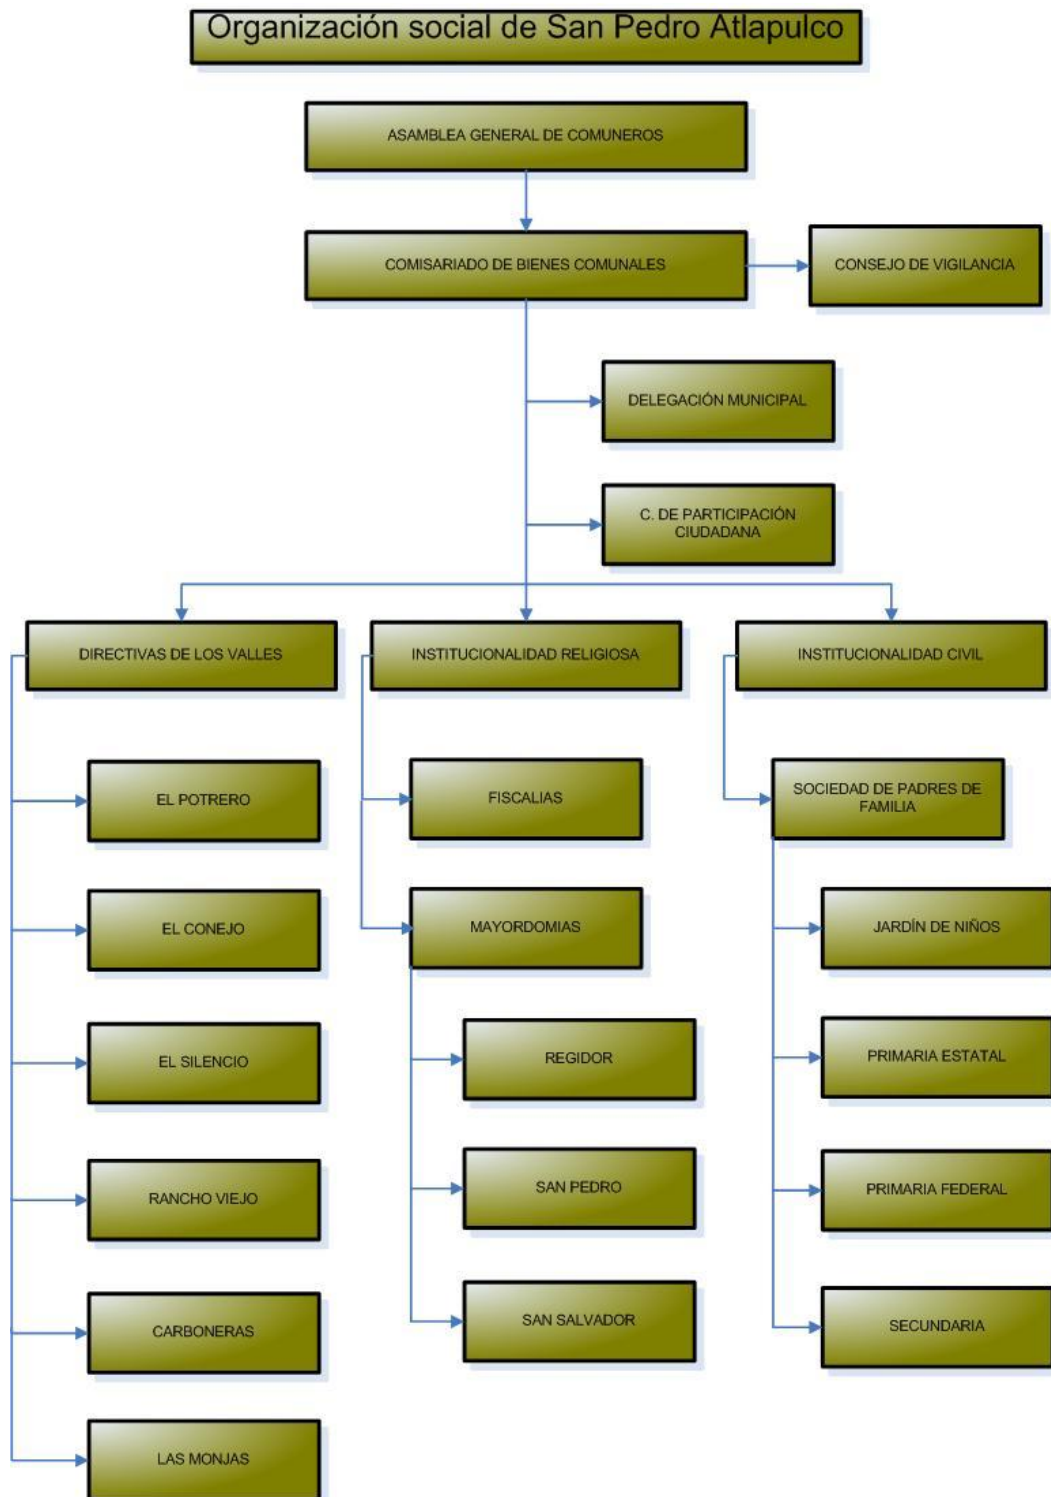 Organización social de San Pedro Atlapulco
ASAMBLEA GENERAL DE COMUNEROS
COMISARIADO DE BIENES COMUNALES
CONSEJO DE VIGILANCIA
DELEGACIÓN MUNICIPAL
C. DE PARTICIPACIÓN
CIUDADANA
DIRECTIVAS DE LOS VALLES
INSTITUCIONALIDAD RELIGIOSA
INSTITUCIONALIDAD CIVIL
EL POTRERO
EL CONEJO
EL SILENCIO
RANCHO VIEJO
CARBONERAS
LAS MONJAS
FISCALIAS
MAYORDOMIAS
REGIDOR
SAN PEDRO
SAN SALVADOR
SOCIEDAD DE PADRES DE
FAMILIA
JARDÍN DE NIÑOS
PRIMARIA ESTATAL
PRIMARIA FEDERAL
SECUNDARIA